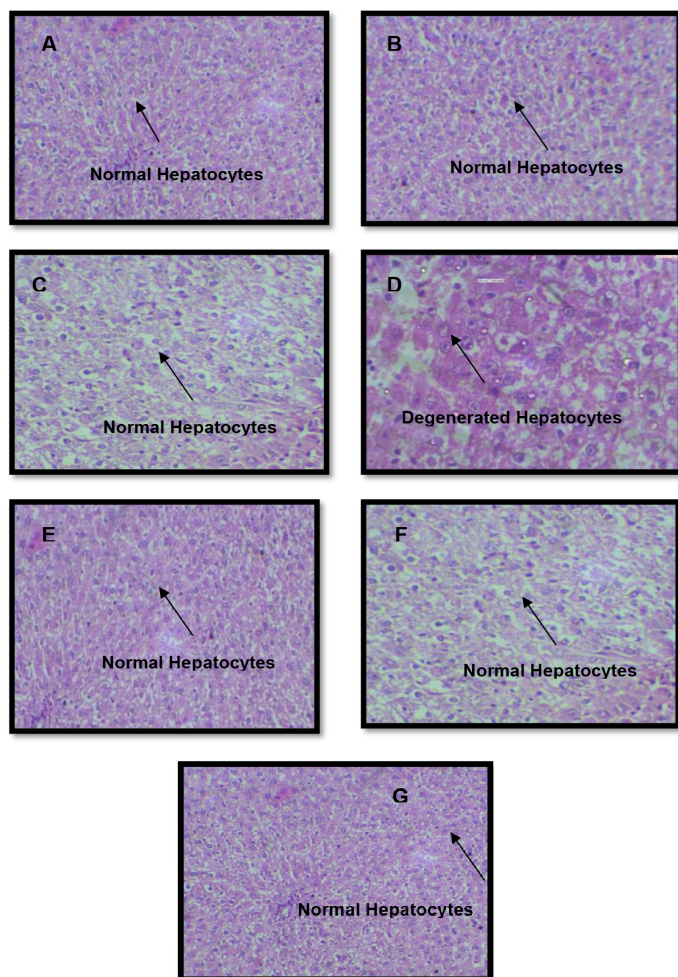 A
Normal Hepatocytes
B
Normal Hepatocytes
C
Normal Hepatocytes
D
Degenerated Hepatocytes
E
Normal Hepatocytes
F
Normal Hepatocytes
G
Normal Hepatocytes